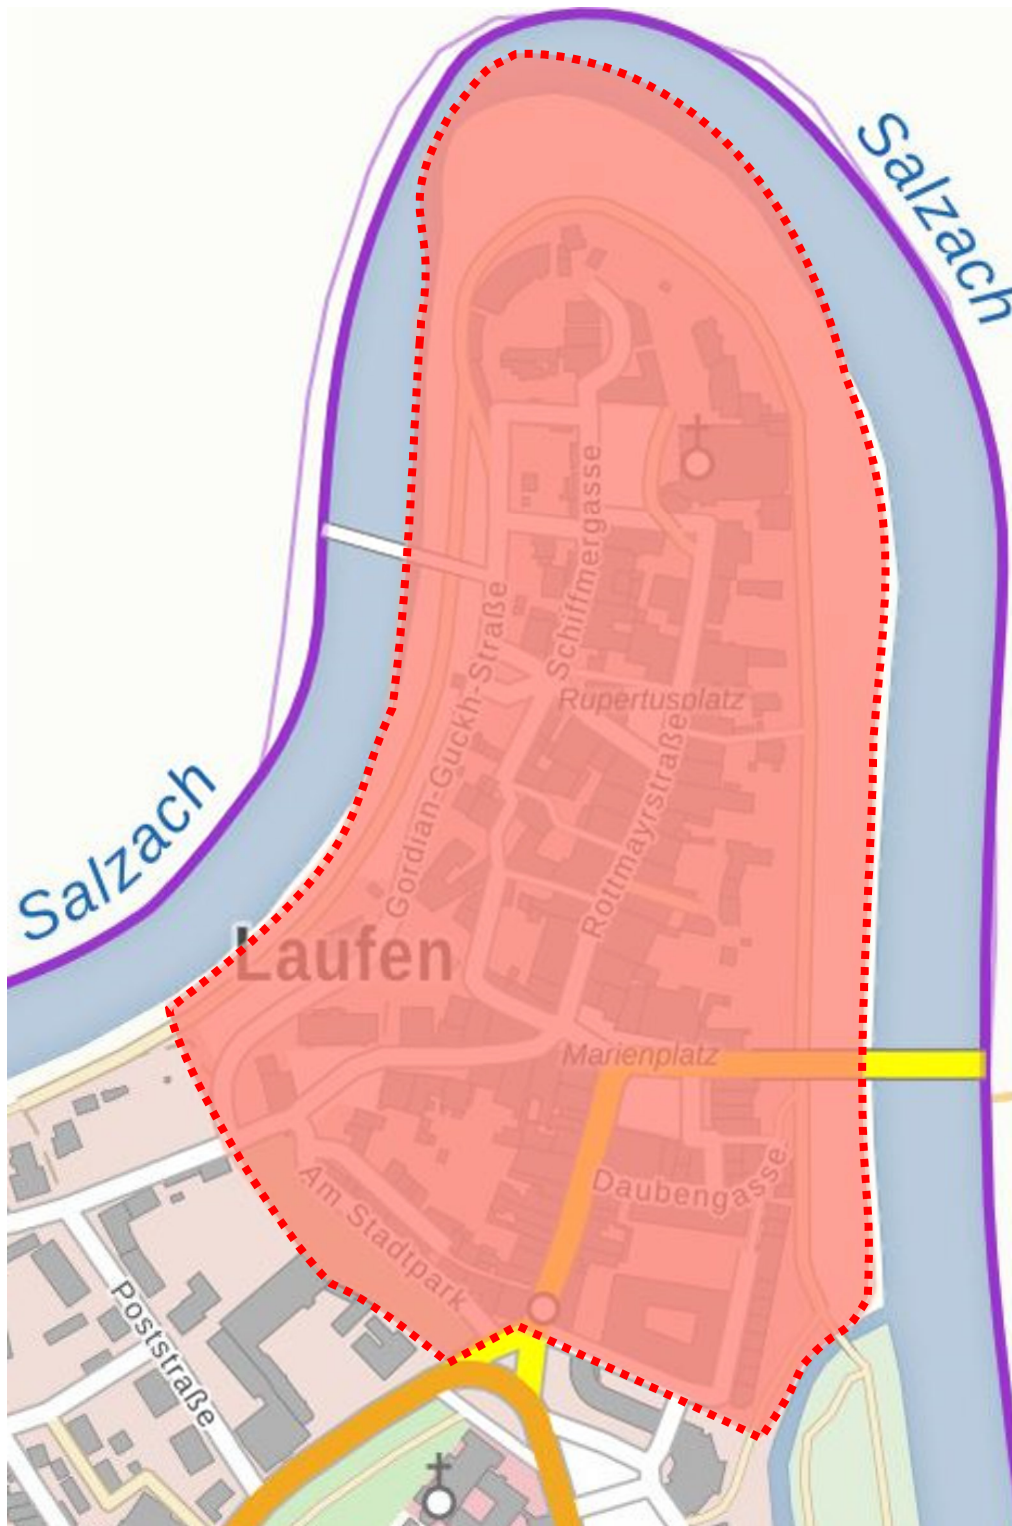 Salzach
Schiffmergasse
Gordian-Guckh-Straße
Rupertusplatz
Rottmayrstraße
Salzach
Laufen
Marienplatz
Daubengasse
Am Stadtpark
Poststraße